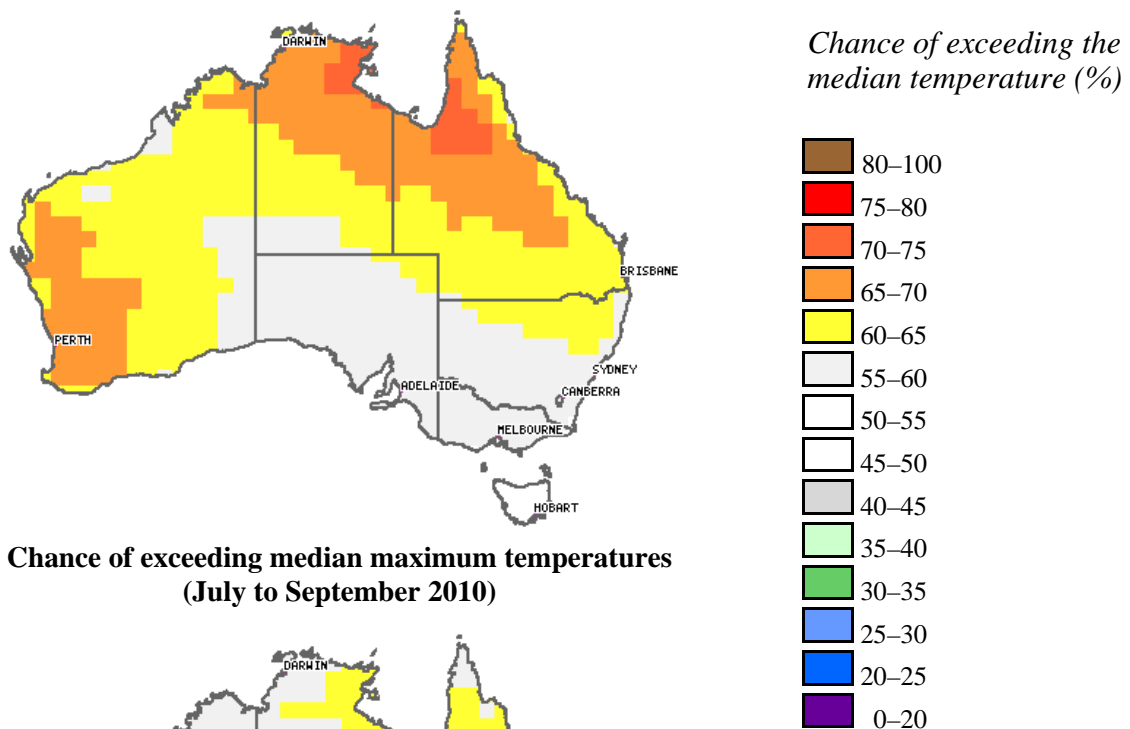 DARWIN
BRISBANE
PERTH
SYDNEY
ADELAIDE
CANBERRA
MELBOURNE
HOBART
Chance of exceeding median maximum temperatures
(July to September 2010)
DARWIN
Chance of exceeding the
median temperature (%)
80–100
75–80
70–75
65–70
60–65
55–60
50–55
45–50
40–45
35–40
30–35
25–30
20–25
0–20